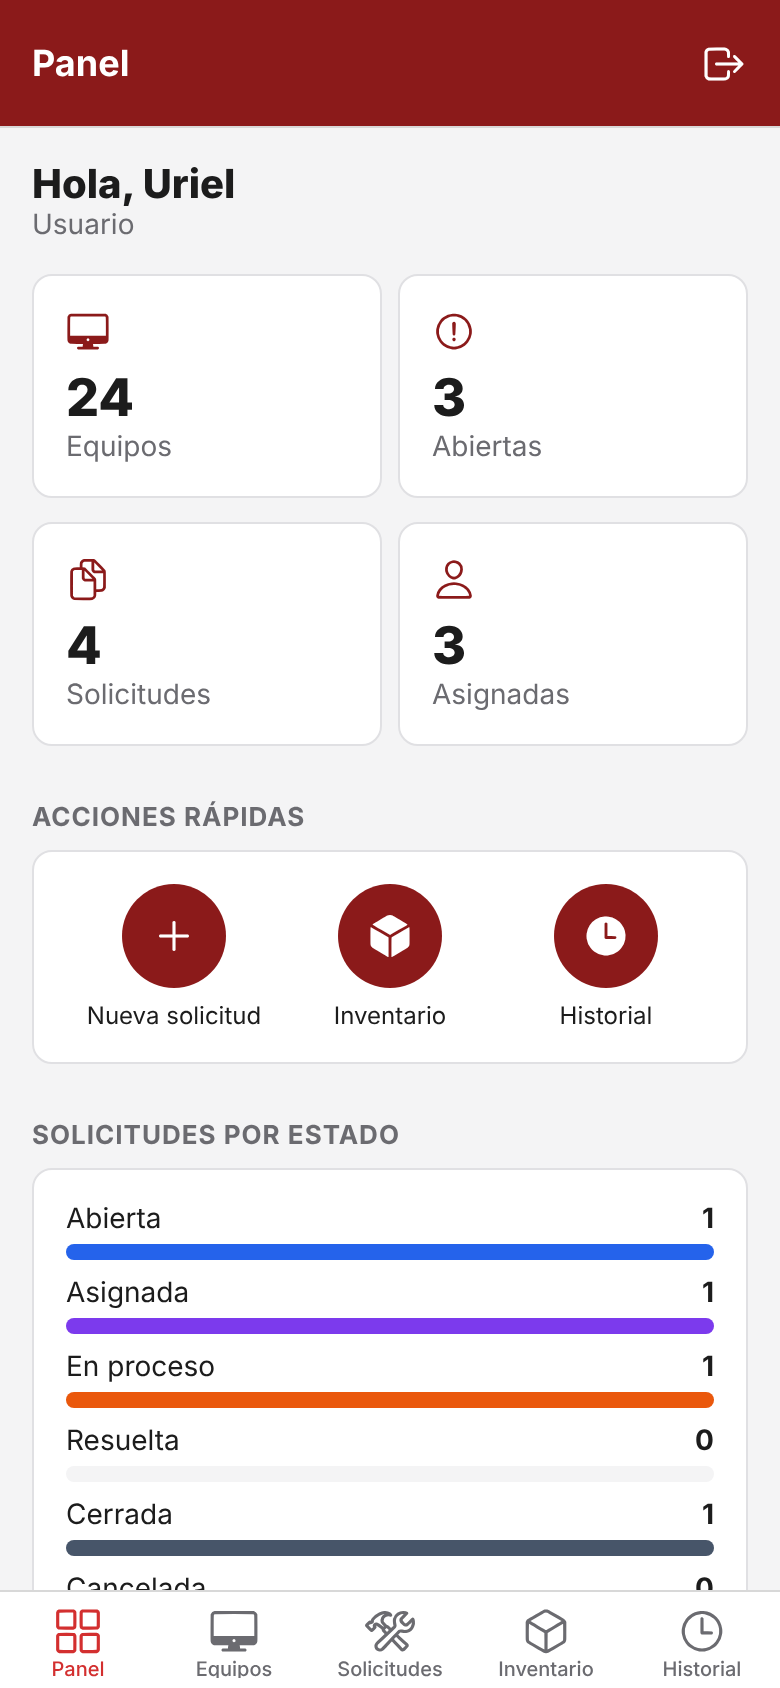 Panel
Hola, Uriel
Usuario
24
Equipos
3
Abiertas
4
Solicitudes
3
Asignadas
ACCIONES RÁPIDAS
Nueva solicitud
Inventario
Historial
SOLICITUDES POR ESTADO
Abierta 1
Asignada 1
En proceso 1
Resuelta 0
Cerrada 1
Cancelada 0
Panel
Equipos
Solicitudes
Inventario
Historial